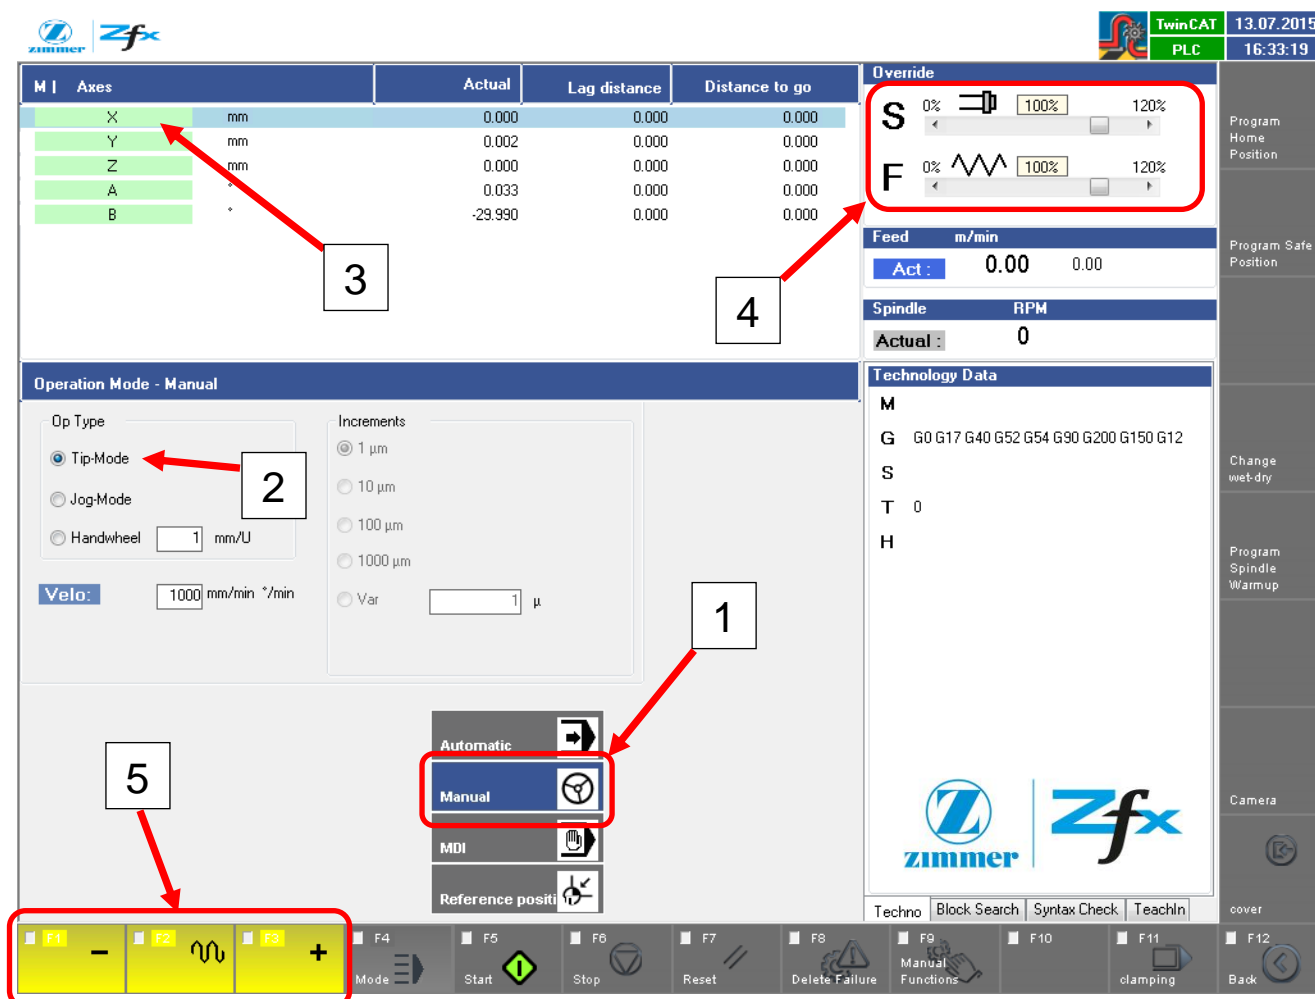 zimmer Zfx
TwinCAT 13.07.2015
PLC 16:33:19
M I Axes Actual Lag distance Distance to go
X mm 0.000 0.000 0.000
Y mm 0.002 0.000 0.000
Z mm 0.000 0.000 0.000
A ° 0.033 0.000 0.000
B ° -29.990 0.000 0.000
3
4
Override
S 0% 100% 120%
F 0% 100% 120%
Feed m/min
Act : 0.00 0.00
Spindle RPM
Actual : 0
Program
Home
Position
Program Safe
Position
Change
wet-dry
Program
Spindle
Warmup
Camera
cover
Operation Mode - Manual
Op Type
Tip-Mode
2
Jog-Mode
Handwheel 1 mm/U
Velo: 1000 mm/min °/min
Increments
1 µm
10 µm
100 µm
1000 µm
Var 1 µ
1
Automatic
Manual
MDI
Reference positi
5
Technology Data
M
G G0 G17 G40 G52 G54 G90 G200 G150 G12
S
T 0
H
zimmer Zfx
Techno Block Search Syntax Check TeachIn
F1 -
F2
F3 +
F4 Mode
F5 Start
F6 Stop
F7 Reset
F8 Delete Failure
F9 Manual
Functions
F10
F11 clamping
F12 Back